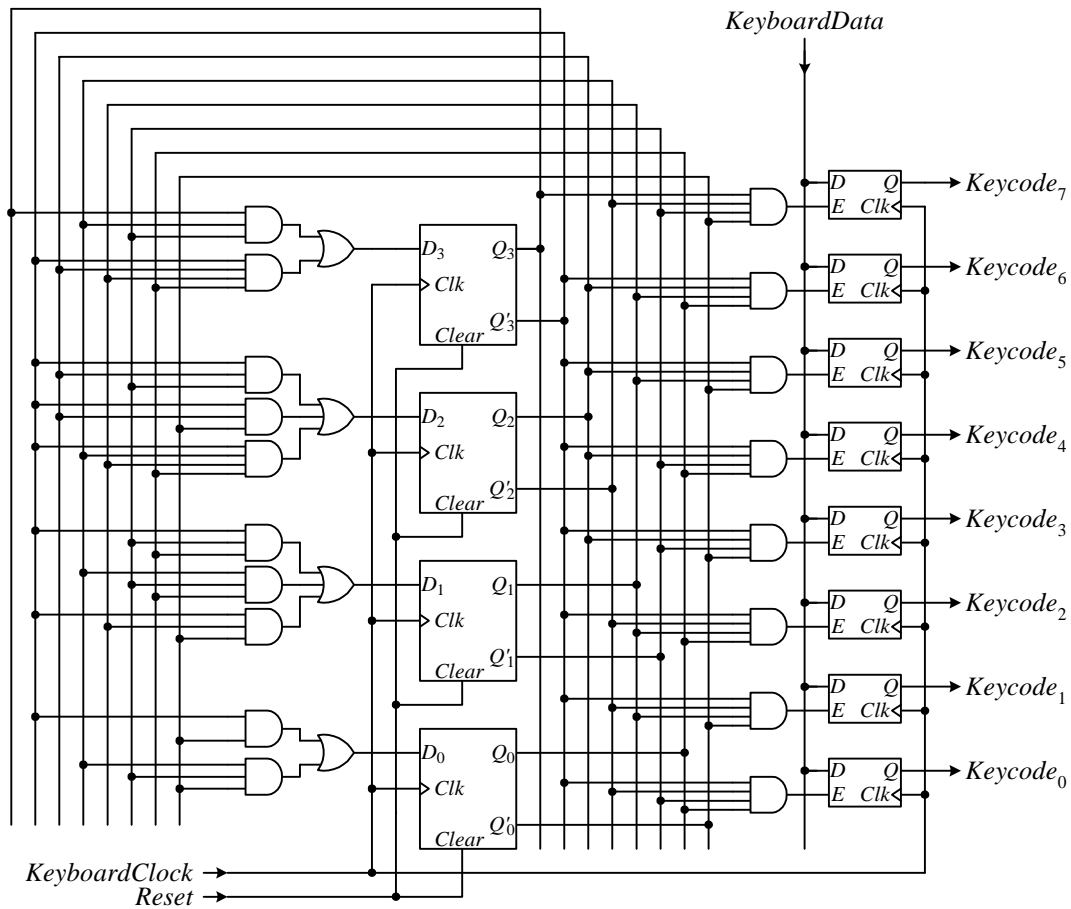 KeyboardData
D Q
E Clk
Keycode₇
D₃ Q₃
Clk
Q'₃
Clear
D Q
E Clk
Keycode₆
D Q
E Clk
Keycode₅
D₂ Q₂
Clk
Q'₂
Clear
D Q
E Clk
Keycode₄
D Q
E Clk
Keycode₃
D₁ Q₁
Clk
Q'₁
Clear
D Q
E Clk
Keycode₂
D Q
E Clk
Keycode₁
D₀ Q₀
Clk
Q'₀
Clear
D Q
E Clk
Keycode₀
KeyboardClock
Reset